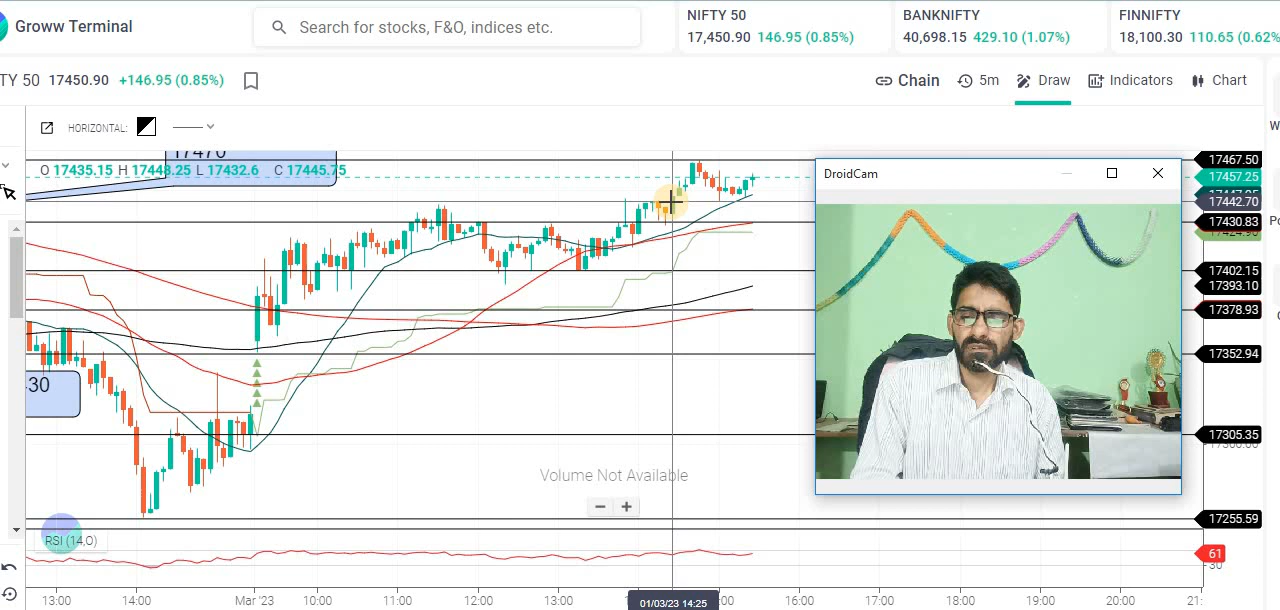 Groww Terminal
Search for stocks, F&O, indices etc.
NIFTY 50
17,450.90 146.95 (0.85%)
BANKNIFTY
40,698.15 429.10 (1.07%)
FINNIFTY
18,100.30 110.65 (0.62%
TY 50 17450.90 +146.95 (0.85%)
Chain 5m Draw Indicators Chart
HORIZONTAL:
17470
O 17435.15 H 17448.25 L 17432.6 C 17445.75
DroidCam
17467.50
17457.25
17442.70
17430.83
17402.15
17393.10
17378.93
17352.94
30
17305.35
Volume Not Available
17255.59
RSI (14,0)
61
30
13:00 14:00 Mar '23 10:00 11:00 12:00 13:00 01/03/23 14:25 16:00 17:00 18:00 19:00 20:00 21: